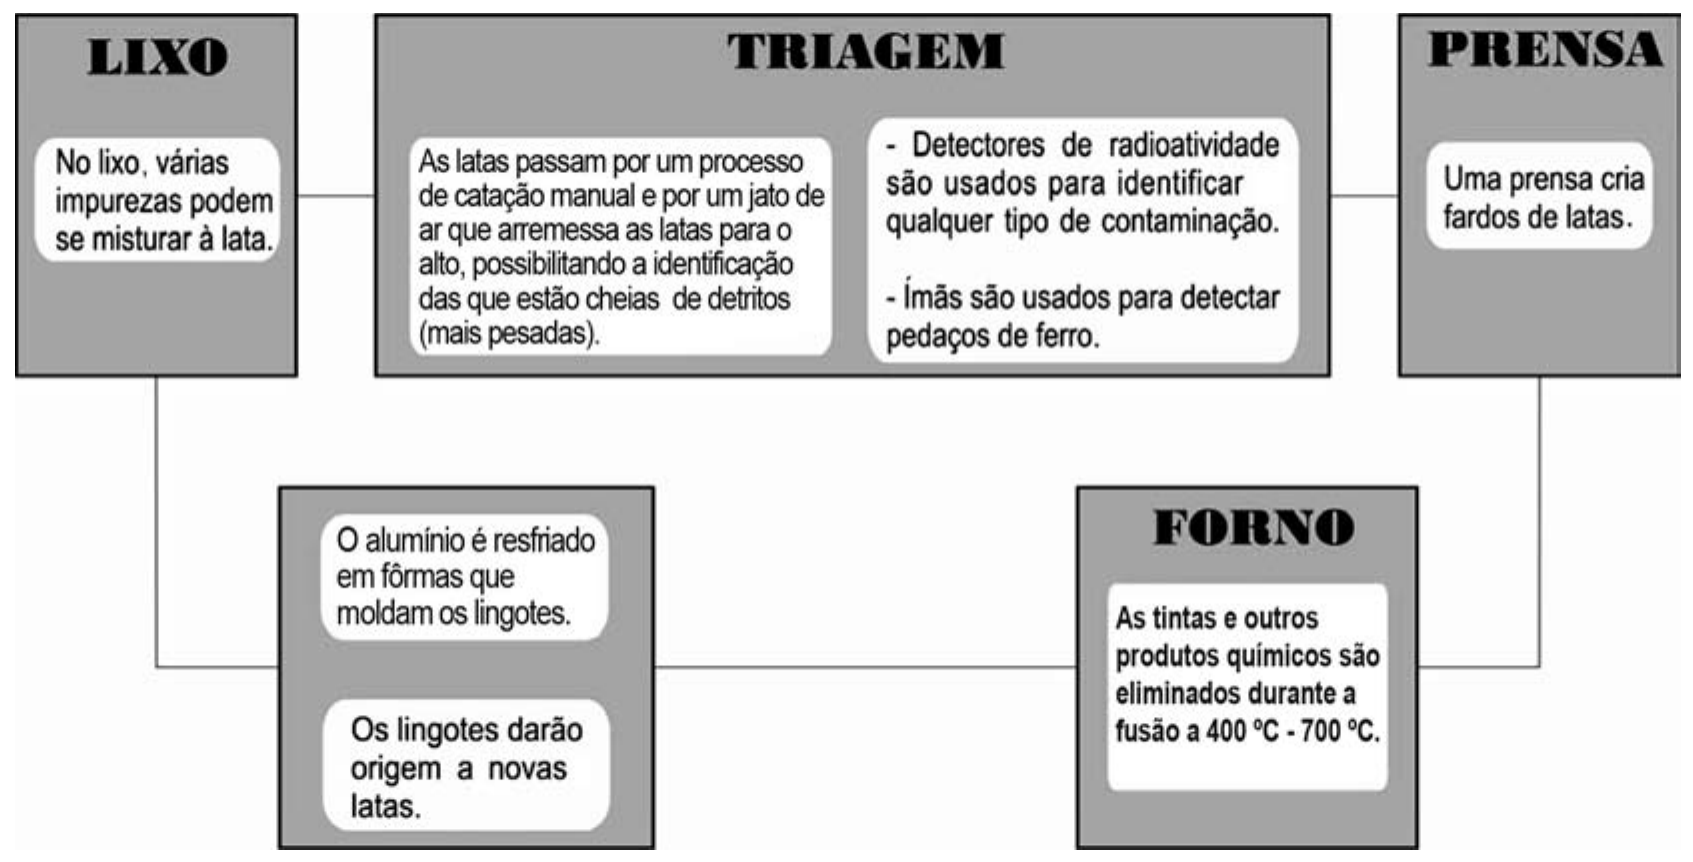 LIXO
No lixo, várias
impurezas podem
se misturar à lata.
TRIAGEM
As latas passam por um processo
de catação manual e por um jato de
ar que arremessa as latas para o
alto, possibilitando a identificação
das que estão cheias de detritos
(mais pesadas).
- Detectores de radioatividade
são usados para identificar
qualquer tipo de contaminação.
- Ímãs são usados para detectar
pedaços de ferro.
PRENSA
Uma prensa cria
fardos de latas.
FORNO
As tintas e outros
produtos químicos são
eliminados durante a
fusão a 400 ºC - 700 ºC.
O alumínio é resfriado
em fôrmas que
moldam os lingotes.
Os lingotes darão
origem a novas
latas.